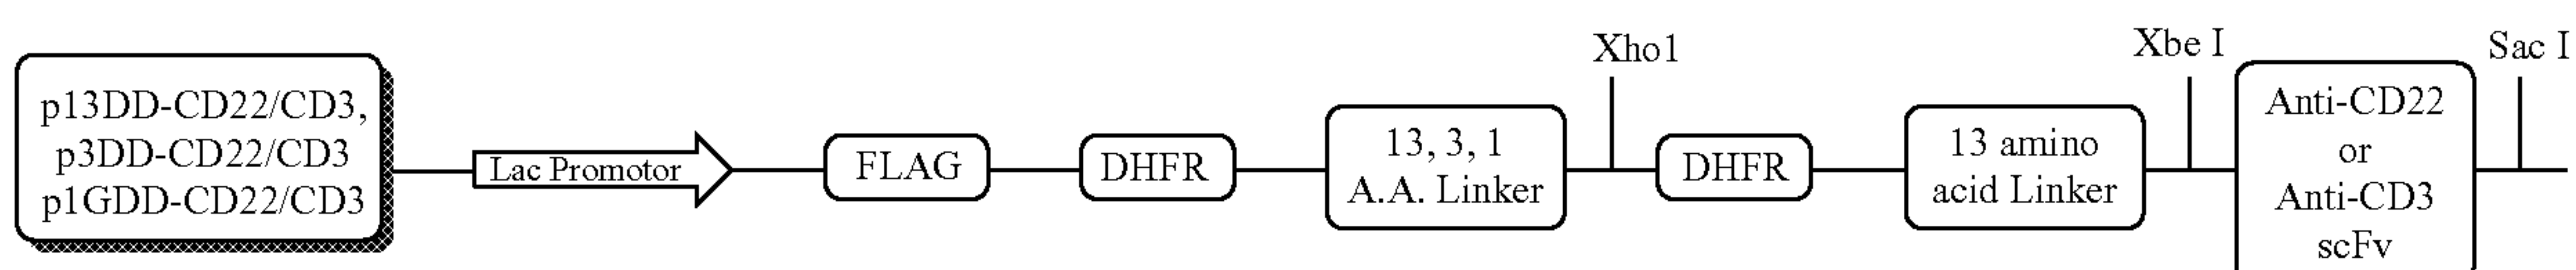 p13DD-CD22/CD3,
p3DD-CD22/CD3
p1GDD-CD22/CD3
Lac Promotor
FLAG
DHFR
13, 3, 1
A.A. Linker
Xho1
DHFR
13 amino
acid Linker
Xbe I
Anti-CD22
or
Anti-CD3
scFv
Sac I